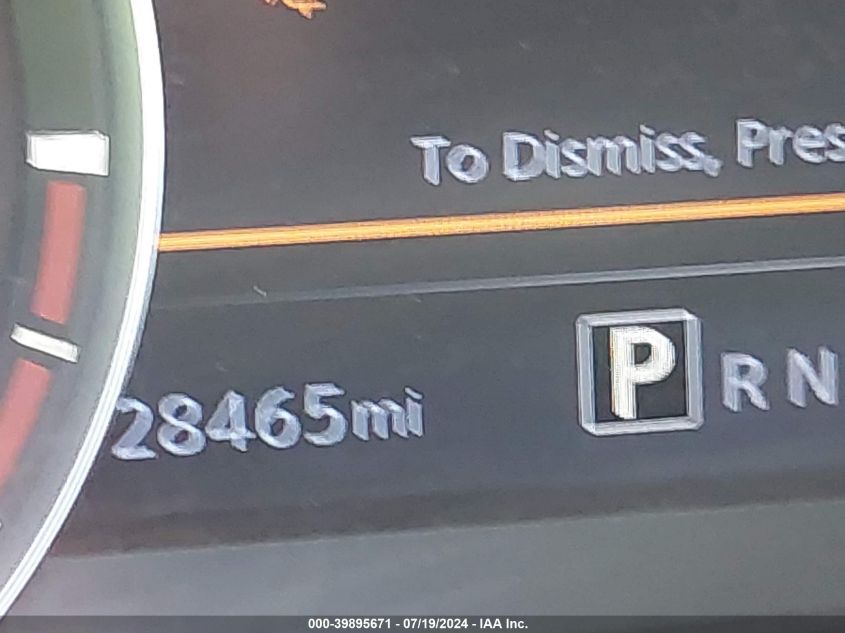 To Dismiss, Pres
28465mi
P R N
000-39895671 - 07/19/2024 - IAA Inc.